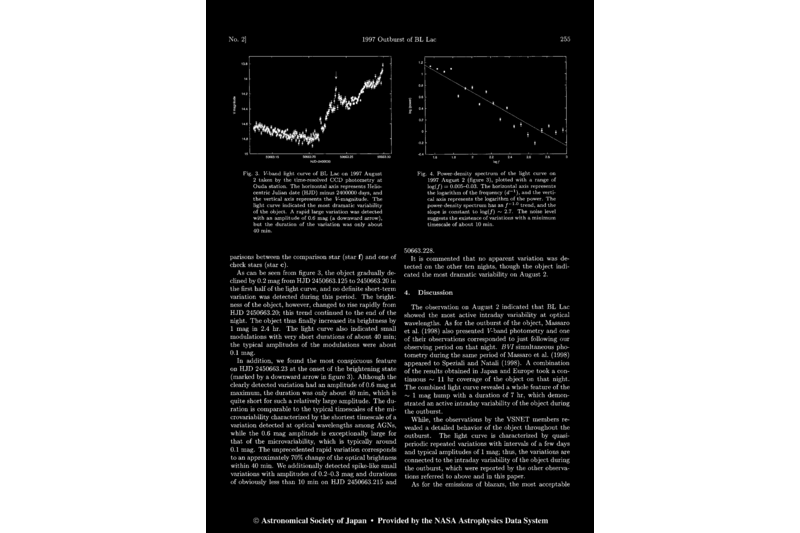 No. 2]
1997 Outburst of BL Lac
255
V-magnitude
HJD-2400000
log (power)
log f
Fig. 3. V-band light curve of BL Lac on 1997 August
2 taken by the time-resolved CCD photometry at
Ouda station. The horizontal axis represents Helio-
centric Julian date (HJD) minus 2400000 days, and
the vertical axis represents the V-magnitude. The
light curve indicated the most dramatic variability
of the object. A rapid large variation was detected
with an amplitude of 0.6 mag (a downward arrow),
but the duration of the variation was only about
40 min.
Fig. 4. Power-density spectrum of the light curve on
1997 August 2 (figure 3), plotted with a range of
log(f) = 0.005–0.03. The horizontal axis represents
the logarithm of the frequency (d⁻¹), and the verti-
cal axis represents the logarithm of the power. The
power-density spectrum has an trend, and the
slope is constant to log(f) ~ 2.7. The noise level
suggests the existence of variations with a minimum
timescale of about 10 min.
parisons between the comparison star (star f) and one of
check stars (star c).
As can be seen from figure 3, the object gradually de-
clined by 0.2 mag from HJD 2450663.125 to 2450663.20 in
the first half of the light curve, and no definite short-term
variation was detected during this period. The bright-
ness of the object, however, changed to rise rapidly from
HJD 2450663.20; this trend continued to the end of the
night. The object thus finally increased its brightness by
1 mag in 2.4 hr. The light curve also indicated small
modulations with very short durations of about 40 min;
the typical amplitudes of the modulations were about
0.1 mag.
In addition, we found the most conspicuous feature
on HJD 2450663.23 at the onset of the brightening state
(marked by a downward arrow in figure 3). Although the
clearly detected variation had an amplitude of 0.6 mag at
maximum, the duration was only about 40 min, which is
quite short for such a relatively large amplitude. The du-
ration is comparable to the typical timescales of the mi-
crovariability characterized by the shortest timescale of a
variation detected at optical wavelengths among AGNs,
while the 0.6 mag amplitude is exceptionally large for
that of the microvariability, which is typically around
0.1 mag. The unprecedented rapid variation corresponds
to an approximately 70% change of the optical brightness
within 40 min. We additionally detected spike-like small
variations with amplitudes of 0.2–0.3 mag and durations
of obviously less than 10 min on HJD 2450663.215 and
50663.228.
It is commented that no apparent variation was de-
tected on the other ten nights, though the object indi-
cated the most dramatic variability on August 2.
4. Discussion
The observation on August 2 indicated that BL Lac
showed the most active intraday variability at optical
wavelengths. As for the outburst of the object, Massaro
et al. (1998) also presented V-band photometry and one
of their observations corresponded to just following our
observing period on that night. BVI simultaneous pho-
tometry during the same period of Massaro et al. (1998)
appeared to Speziali and Natali (1998). A combination
of the results obtained in Japan and Europe took a con-
tinuous ~ 11 hr coverage of the object on that night.
The combined light curve revealed a whole feature of the
~ 1 mag hump with a duration of 7 hr, which demon-
strated an active intraday variability of the object during
the outburst.
While, the observations by the VSNET members re-
vealed a detailed behavior of the object throughout the
outburst. The light curve is characterized by quasi-
periodic repeated variations with intervals of a few days
and typical amplitudes of 1 mag; thus, the variations are
connected to the intraday variability of the object during
the outburst, which were reported by the other observa-
tions referred to above and in this paper.
As for the emissions of blazars, the most acceptable
© Astronomical Society of Japan • Provided by the NASA Astrophysics Data System